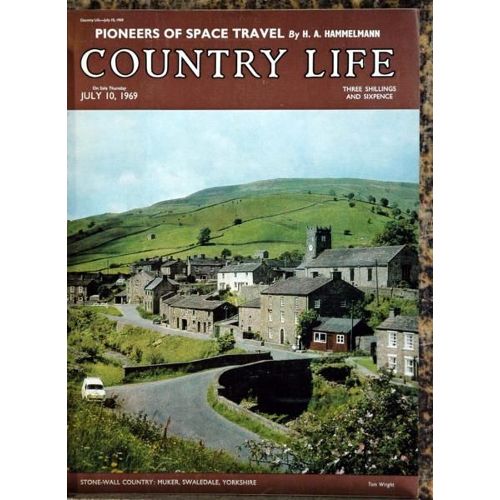 Country Life—July 10, 1969
PIONEERS OF SPACE TRAVEL By H. A. HAMMELMANN
COUNTRY LIFE
On Sale Thursday
JULY 10, 1969
THREE SHILLINGS
AND SIXPENCE
STONE-WALL COUNTRY: MUKER, SWALEDALE, YORKSHIRE
Tom Wright